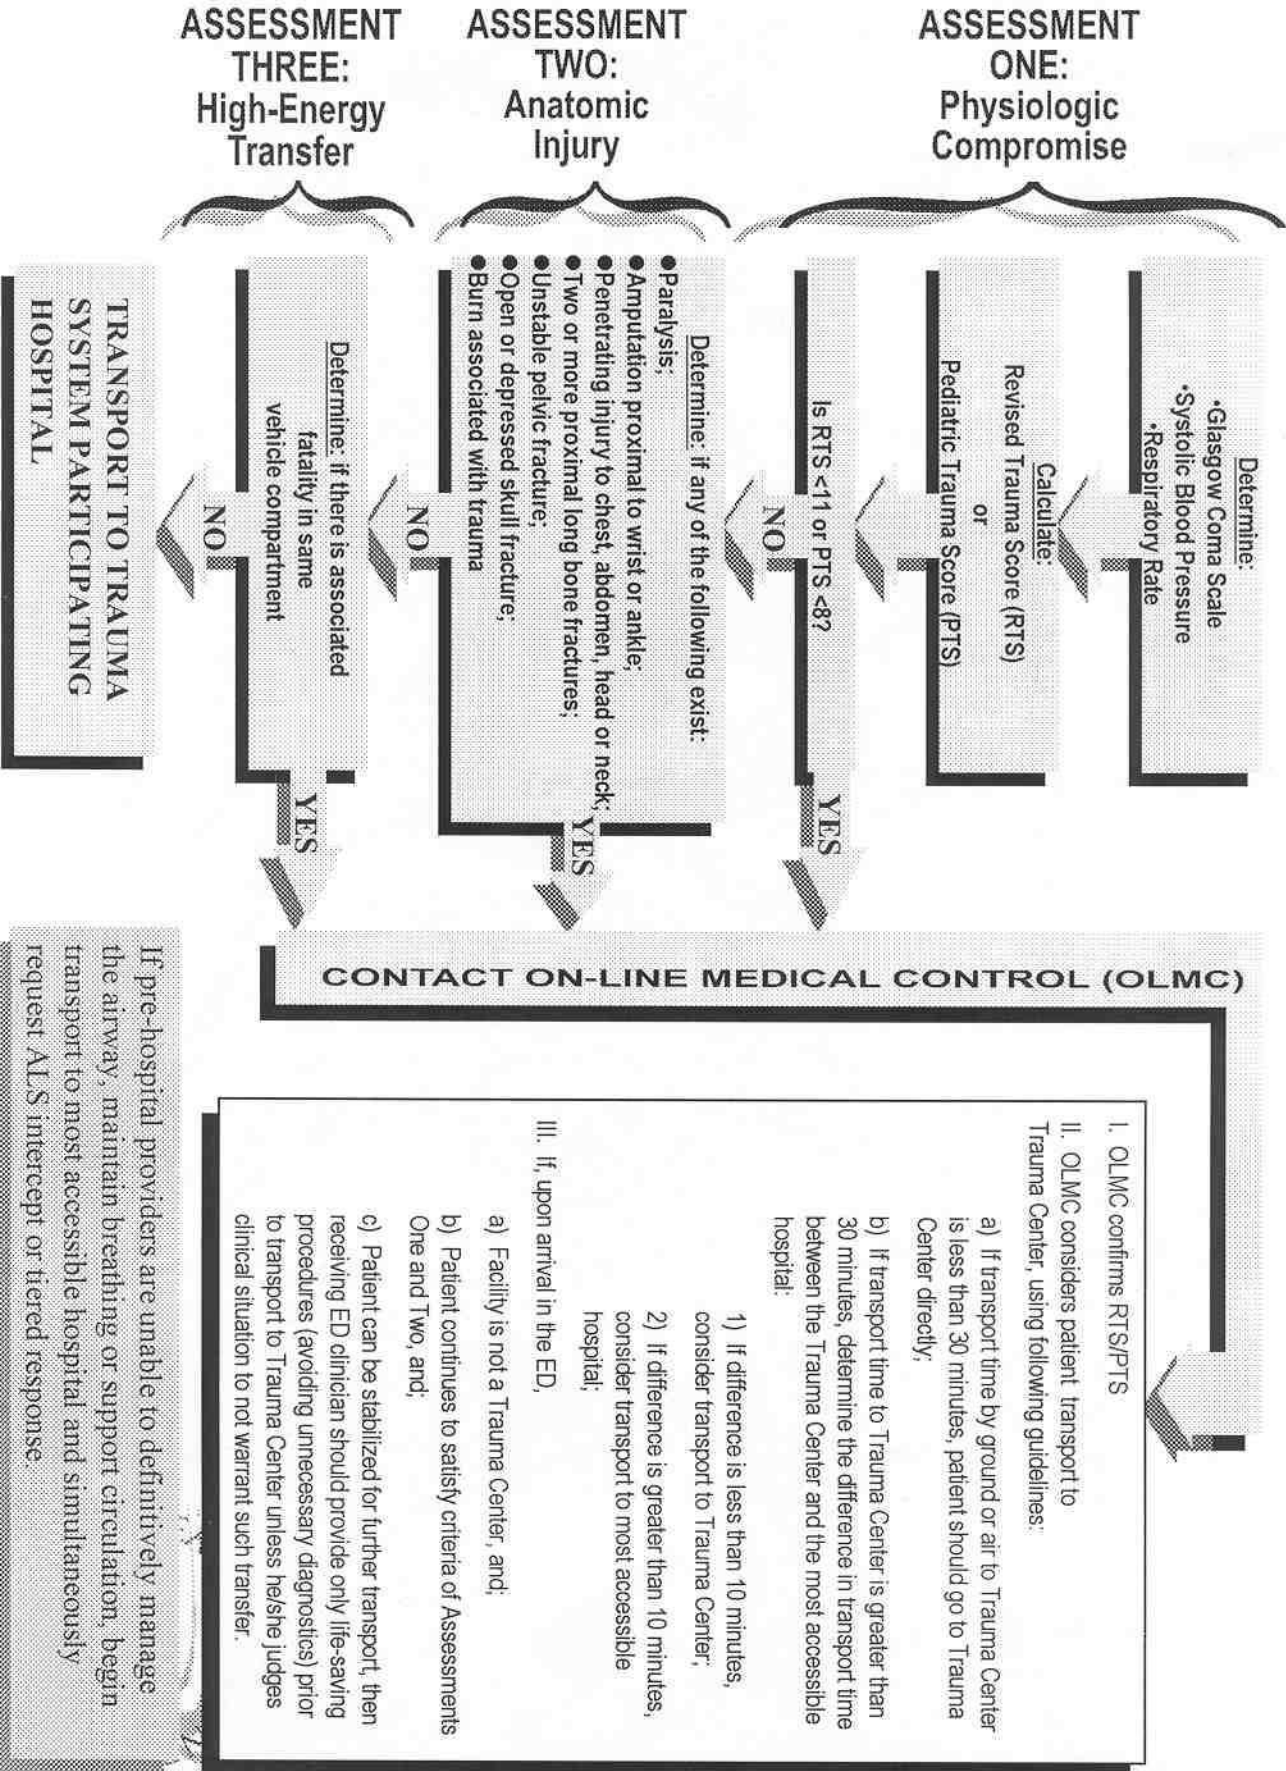 ASSESSMENT
ONE:
Physiologic
Compromise
Determine:
•Glasgow Coma Scale
•Systolic Blood Pressure
•Respiratory Rate
Calculate:
Revised Trauma Score (RTS)
or
Pediatric Trauma Score (PTS)
Is RTS <11 or PTS <8?
YES
NO
ASSESSMENT
TWO:
Anatomic
Injury
Determine: if any of the following exist:
●Paralysis;
●Amputation proximal to wrist or ankle;
●Penetrating injury to chest, abdomen, head or neck;
●Two or more proximal long bone fractures;
●Unstable pelvic fracture;
●Open or depressed skull fracture;
●Burn associated with trauma
YES
NO
ASSESSMENT
THREE:
High-Energy
Transfer
Determine: if there is associated
fatality in same
vehicle compartment
YES
NO
TRANSPORT TO TRAUMA
SYSTEM PARTICIPATING
HOSPITAL
CONTACT ON-LINE MEDICAL CONTROL (OLMC)
I. OLMC confirms RTS/PTS
II. OLMC considers patient transport to
Trauma Center, using following guidelines:
a) If transport time by ground or air to Trauma Center
is less than 30 minutes, patient should go to Trauma
Center directly;
b) If transport time to Trauma Center is greater than
30 minutes, determine the difference in transport time
between the Trauma Center and the most accessible
hospital:
1) If difference is less than 10 minutes,
consider transport to Trauma Center;
2) If difference is greater than 10 minutes,
consider transport to most accessible
hospital;
III. If, upon arrival in the ED,
a) Facility is not a Trauma Center, and;
b) Patient continues to satisfy criteria of Assessments
One and Two, and;
c) Patient can be stabilized for further transport, then
receiving ED clinician should provide only life-saving
procedures (avoiding unnecessary diagnostics) prior
to transport to Trauma Center unless he/she judges
clinical situation to not warrant such transfer.
If pre-hospital providers are unable to definitively manage
the airway, maintain breathing or support circulation, begin
transport to most accessible hospital and simultaneously
request ALS intercept or tiered response.